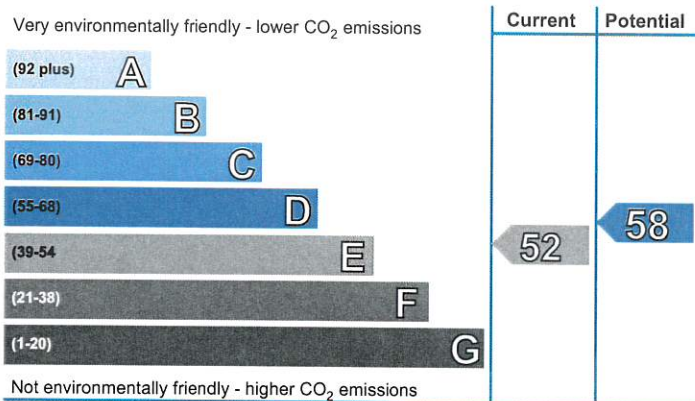 Very environmentally friendly - lower CO₂ emissions
Current
Potential
(92 plus) A
(81-91) B
(69-80) C
(55-68) D
(39-54 E
(21-38) F
(1-20) G
52
58
Not environmentally friendly - higher CO₂ emissions